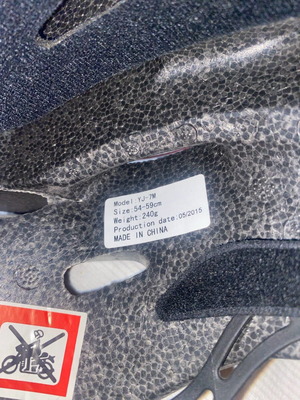 Model: YJ-7M
Size:54-59cm
Weight:240g
Production date:05/2015
MADE IN CHINA